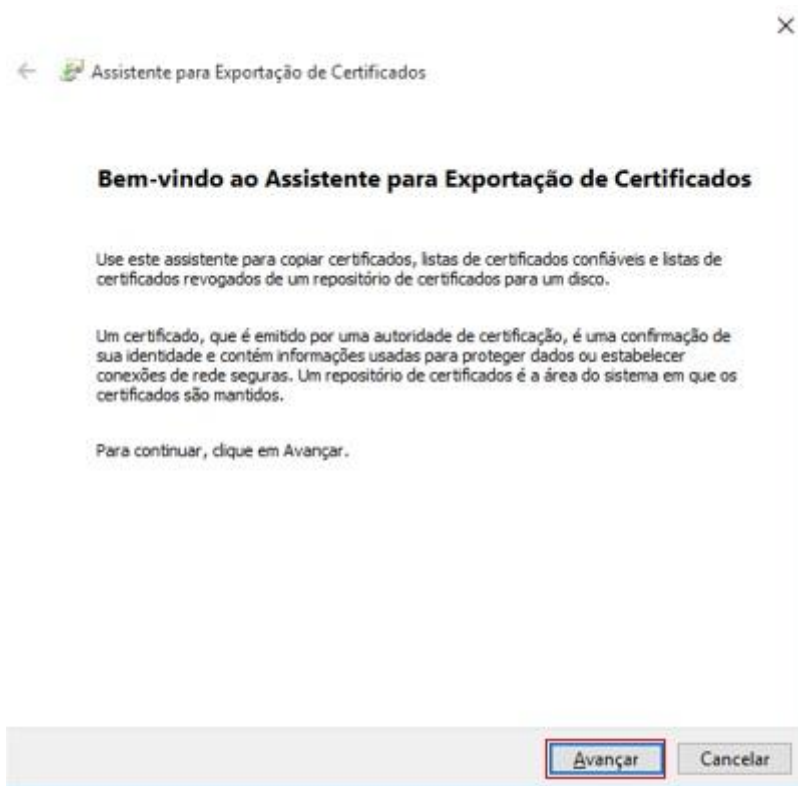 Assistente para Exportação de Certificados
Bem-vindo ao Assistente para Exportação de Certificados
Use este assistente para copiar certificados, listas de certificados confiáveis e listas de
certificados revogados de um repositório de certificados para um disco.
Um certificado, que é emitido por uma autoridade de certificação, é uma confirmação de
sua identidade e contém informações usadas para proteger dados ou estabelecer
conexões de rede seguras. Um repositório de certificados é a área do sistema em que os
certificados são mantidos.
Para continuar, clique em Avançar.
Avançar
Cancelar